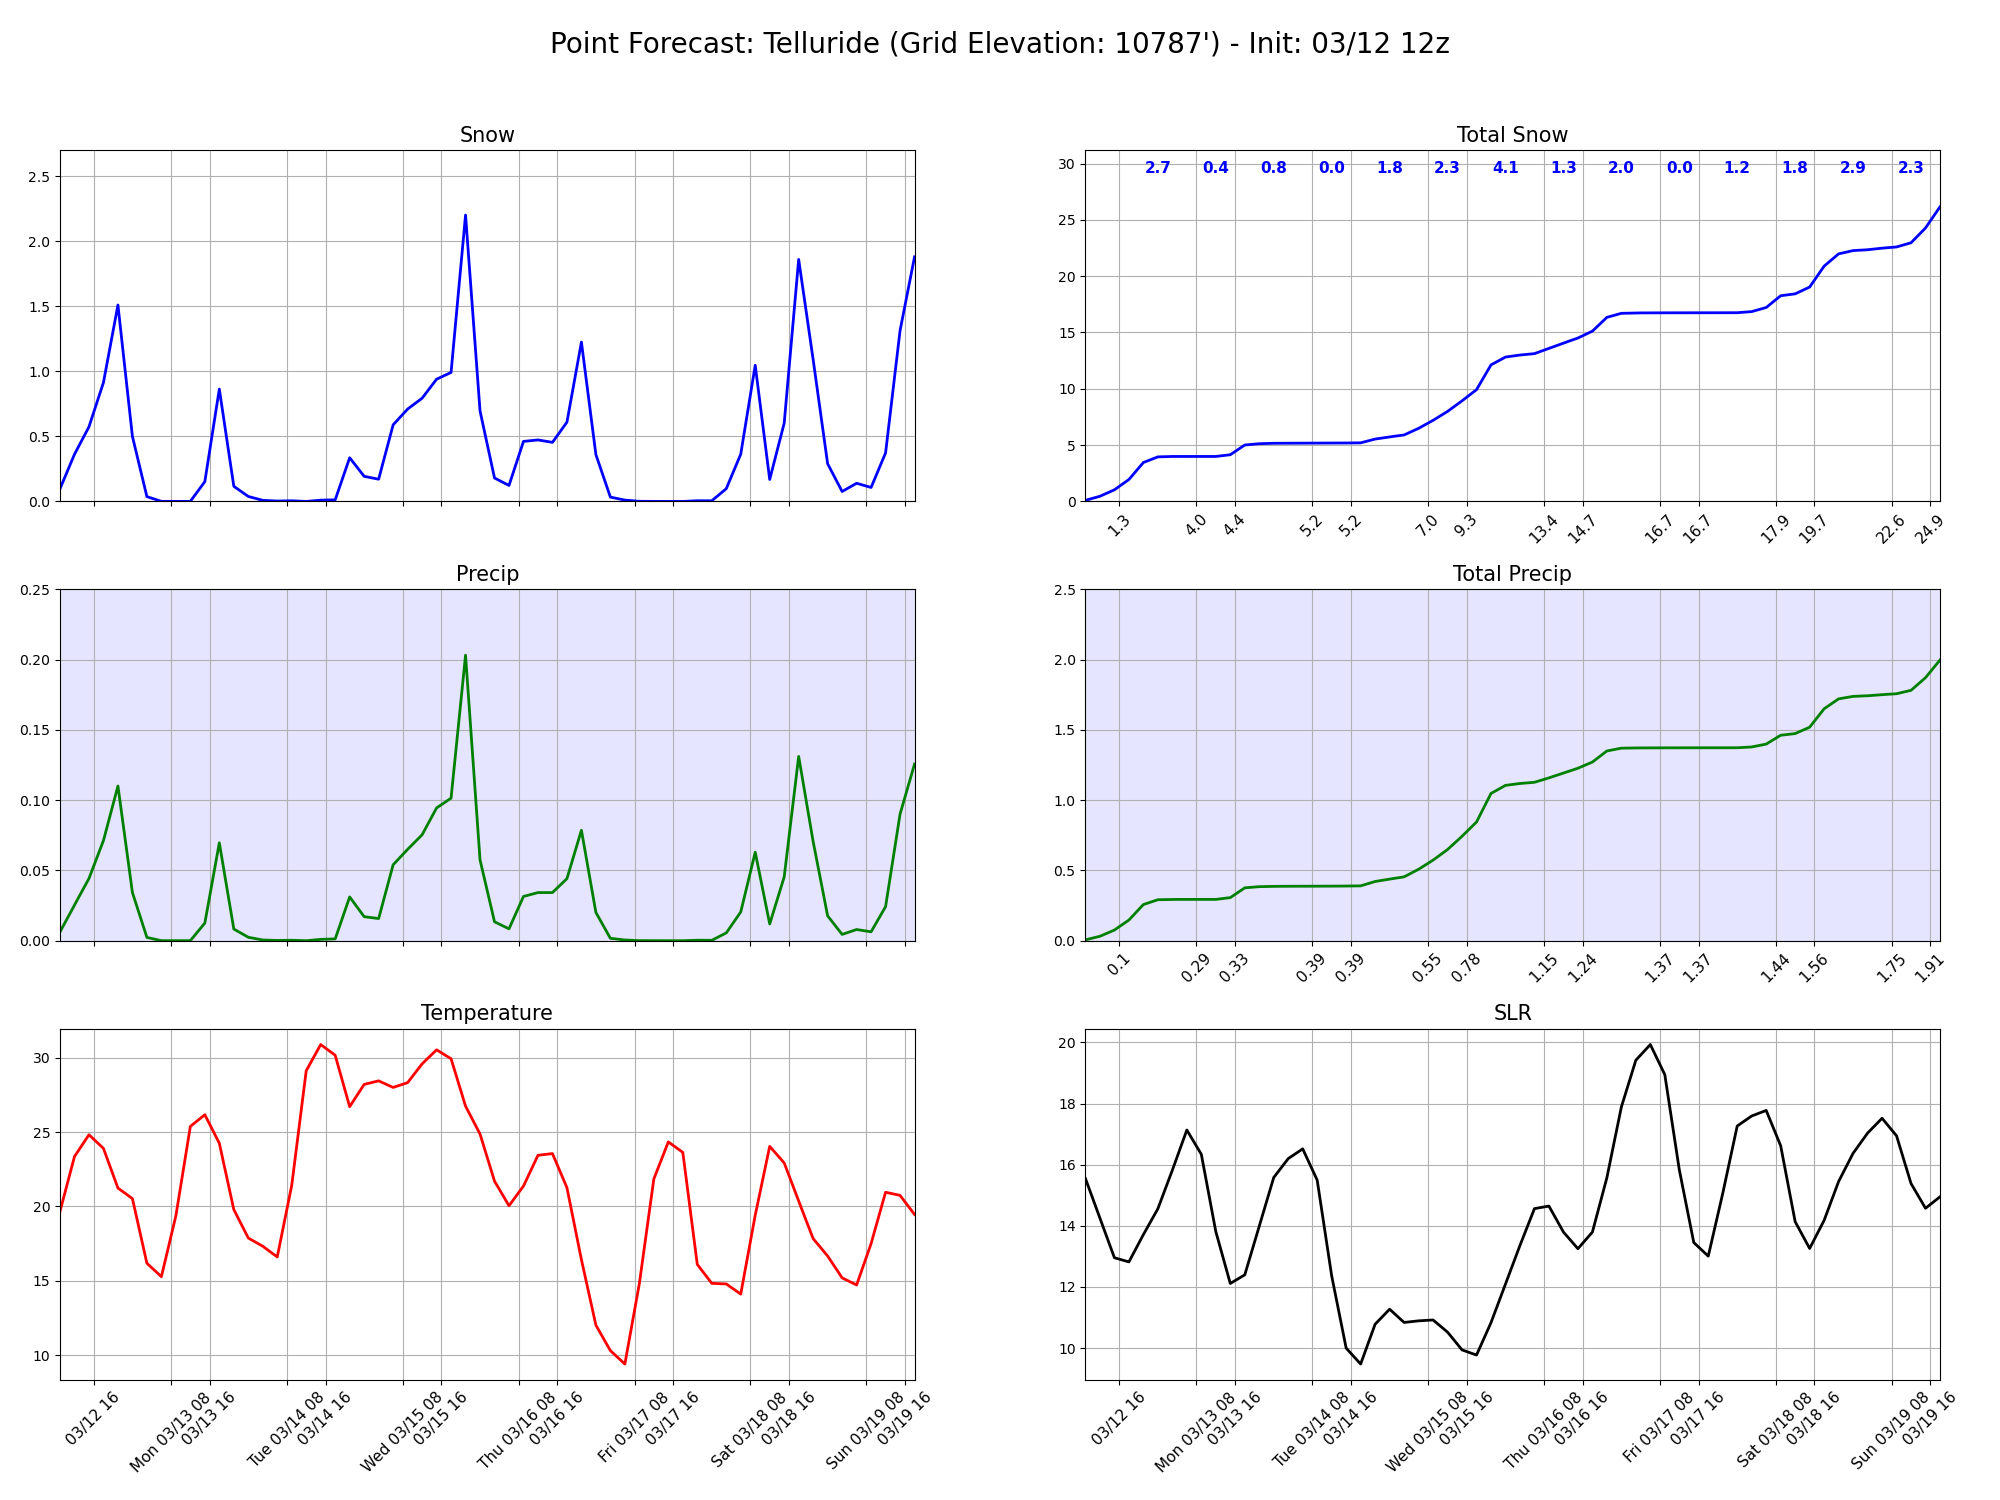 Point Forecast: Telluride (Grid Elevation: 10787') - Init: 03/12 12z
Snow
2.5
2.0
1.5
1.0
0.5
0.0
Total Snow
30
25
20
15
10
5
0
2.7 0.4 0.8 0.0 1.8 2.3 4.1 1.3 2.0 0.0 1.2 1.8 2.9 2.3
1.3 4.0 4.4 5.2 5.2 7.0 9.3 13.4 14.7 16.7 16.7 17.9 19.7 22.6 24.9
Precip
0.25
0.20
0.15
0.10
0.05
0.00
Total Precip
2.5
2.0
1.5
1.0
0.5
0.0
0.1 0.29 0.33 0.39 0.39 0.55 0.78 1.15 1.24 1.37 1.37 1.44 1.56 1.75 1.91
Temperature
30
25
20
15
10
03/12 16
Mon 03/13 08
03/13 16
Tue 03/14 08
03/14 16
Wed 03/15 08
03/15 16
Thu 03/16 08
03/16 16
Fri 03/17 08
03/17 16
Sat 03/18 08
03/18 16
Sun 03/19 08
03/19 16
SLR
20
18
16
14
12
10
03/12 16
Mon 03/13 08
03/13 16
Tue 03/14 08
03/14 16
Wed 03/15 08
03/15 16
Thu 03/16 08
03/16 16
Fri 03/17 08
03/17 16
Sat 03/18 08
03/18 16
Sun 03/19 08
03/19 16